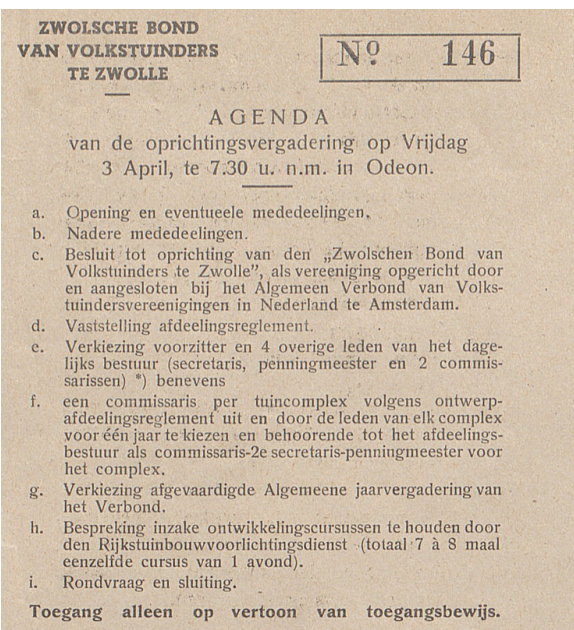 ZWOLSCHE BOND
VAN VOLKSTUINDERS
TE ZWOLLE
Nº 146
AGENDA
van de oprichtingsvergadering op Vrijdag
3 April, te 7.30 u. n.m. in Odeon.
a. Opening en eventueele mededeelingen.
b. Nadere mededeelingen.
c. Besluit tot oprichting van den „Zwolschen Bond van
Volkstuinders te Zwolle”, als vereeniging opgericht door
en aangesloten bij het Algemeen Verbond van Volks-
tuindersvereenigingen in Nederland te Amsterdam.
d. Vaststelling afdeelingsreglement.
e. Verkiezing voorzitter en 4 overige leden van het dage-
lijks bestuur (secretaris, penningmeester en 2 commis-
sarissen) *) benevens
f. een commissaris per tuincomplex volgens ontwerp-
afdeelingsreglement uit en door de leden van elk complex
voor één jaar te kiezen en behoorende tot het afdeelings-
bestuur als commissaris-2e secretaris-penningmeester voor
het complex.
g. Verkiezing afgevaardigde Algemeene jaarvergadering van
het Verbond.
h. Bespreking inzake ontwikkelingscursussen te houden door
den Rijkstuinbouwvoorlichtingsdienst (totaal 7 à 8 maal
eenzelfde cursus van 1 avond).
i. Rondvraag en sluiting.
Toegang alleen op vertoon van toegangsbewijs.